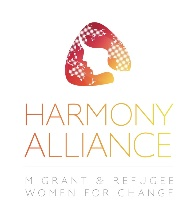 HARMONY
ALLIANCE
MIGRANT & REFUGEE
WOMEN FOR CHANGE